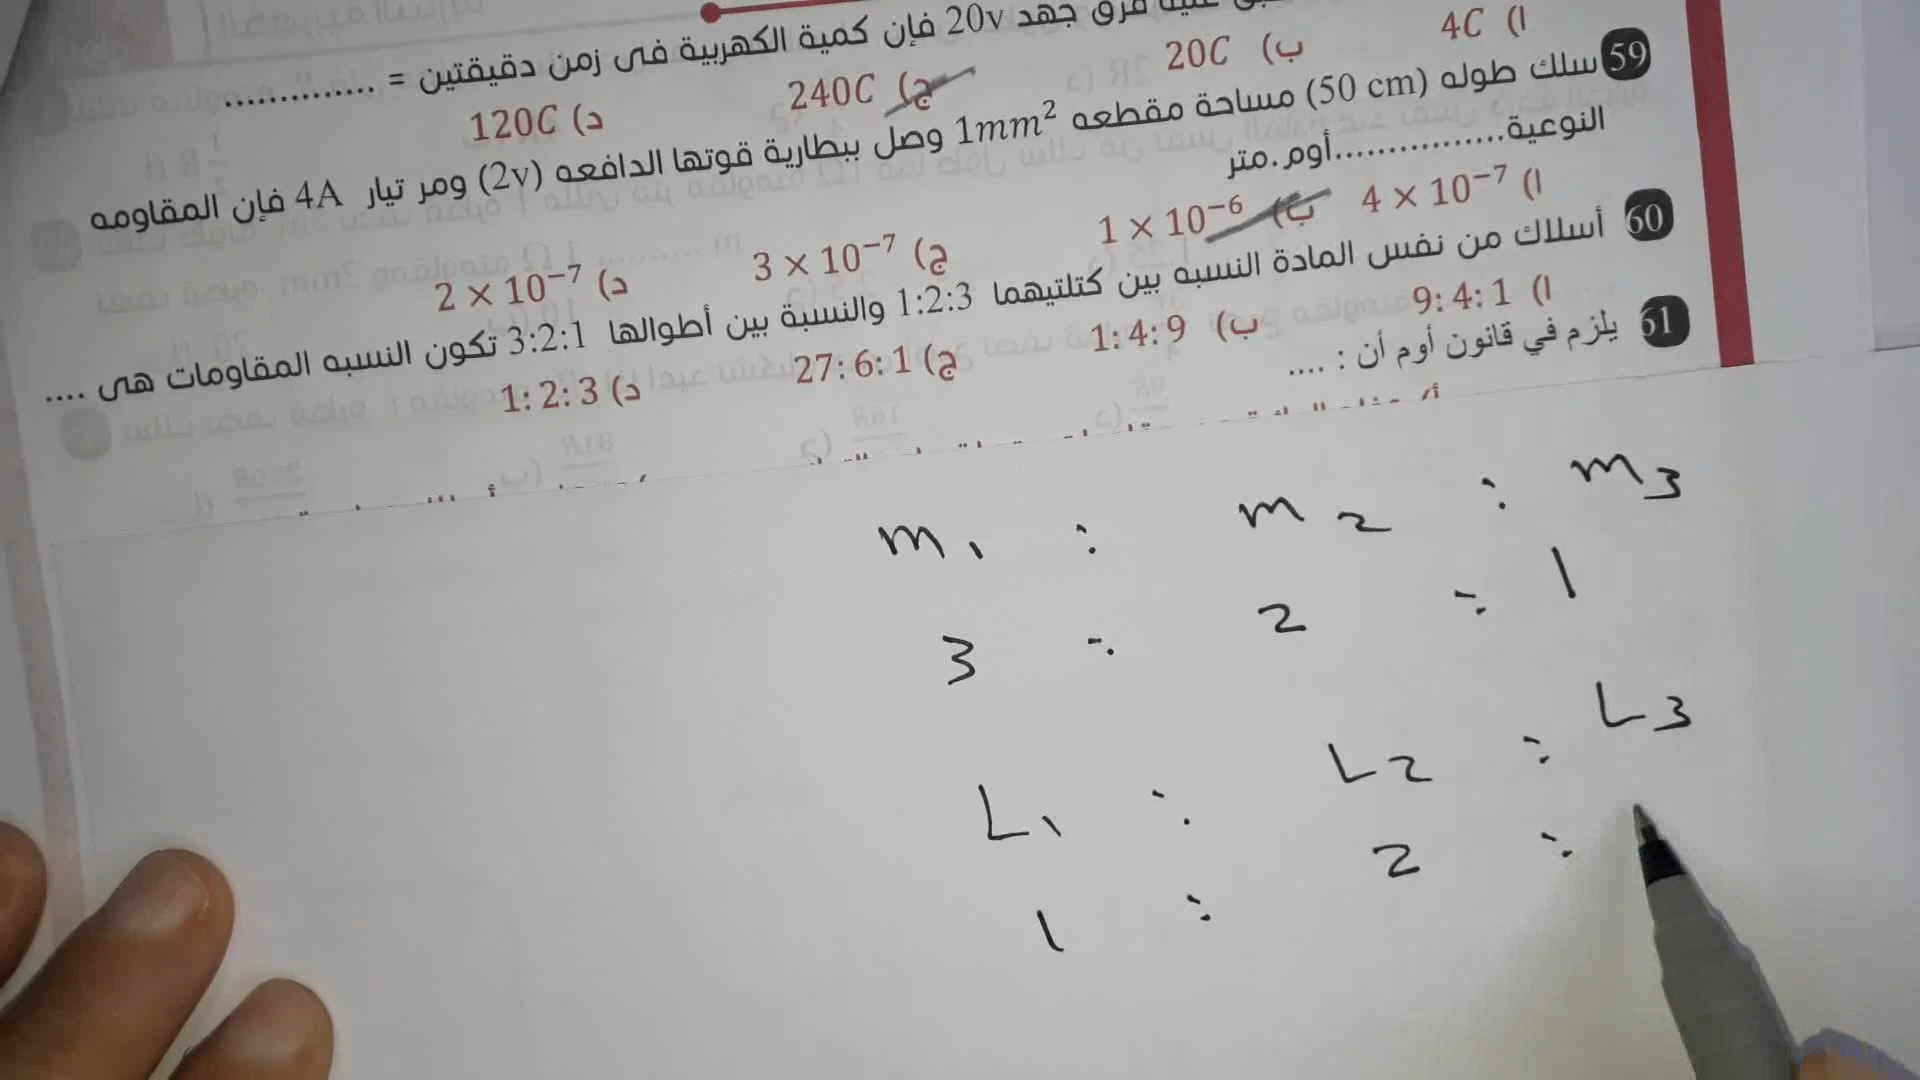 فرق جهد 20v فإن كمية الكهربية فى زمن دقيقتين = ..............
ا) 4C ب) 20C ج) 240C د) 120C
59 سلك طوله (50 cm) مساحة مقطعه 1mm² وصل ببطارية قوتها الدافعه (2v) ومر تيار 4A فإن المقاومه
النوعية.................أوم.متر
ا) 4 × 10⁻⁷ ب) 1 × 10⁻⁶ ج) 3 × 10⁻⁷ د) 2 × 10⁻⁷
60 أسلاك من نفس المادة النسبه بين كتلتيهما 1:2:3 والنسبة بين أطوالها 3:2:1 تكون النسبه المقاومات هى ....
ا) 9: 4: 1 ب) 1: 4: 9 ج) 27: 6: 1 د) 1: 2: 3
61 يلزم في قانون أوم أن : ....
m1 : m2 : m3
3 : 2 : 1
L1 : L2 : L3
1 : 2 :